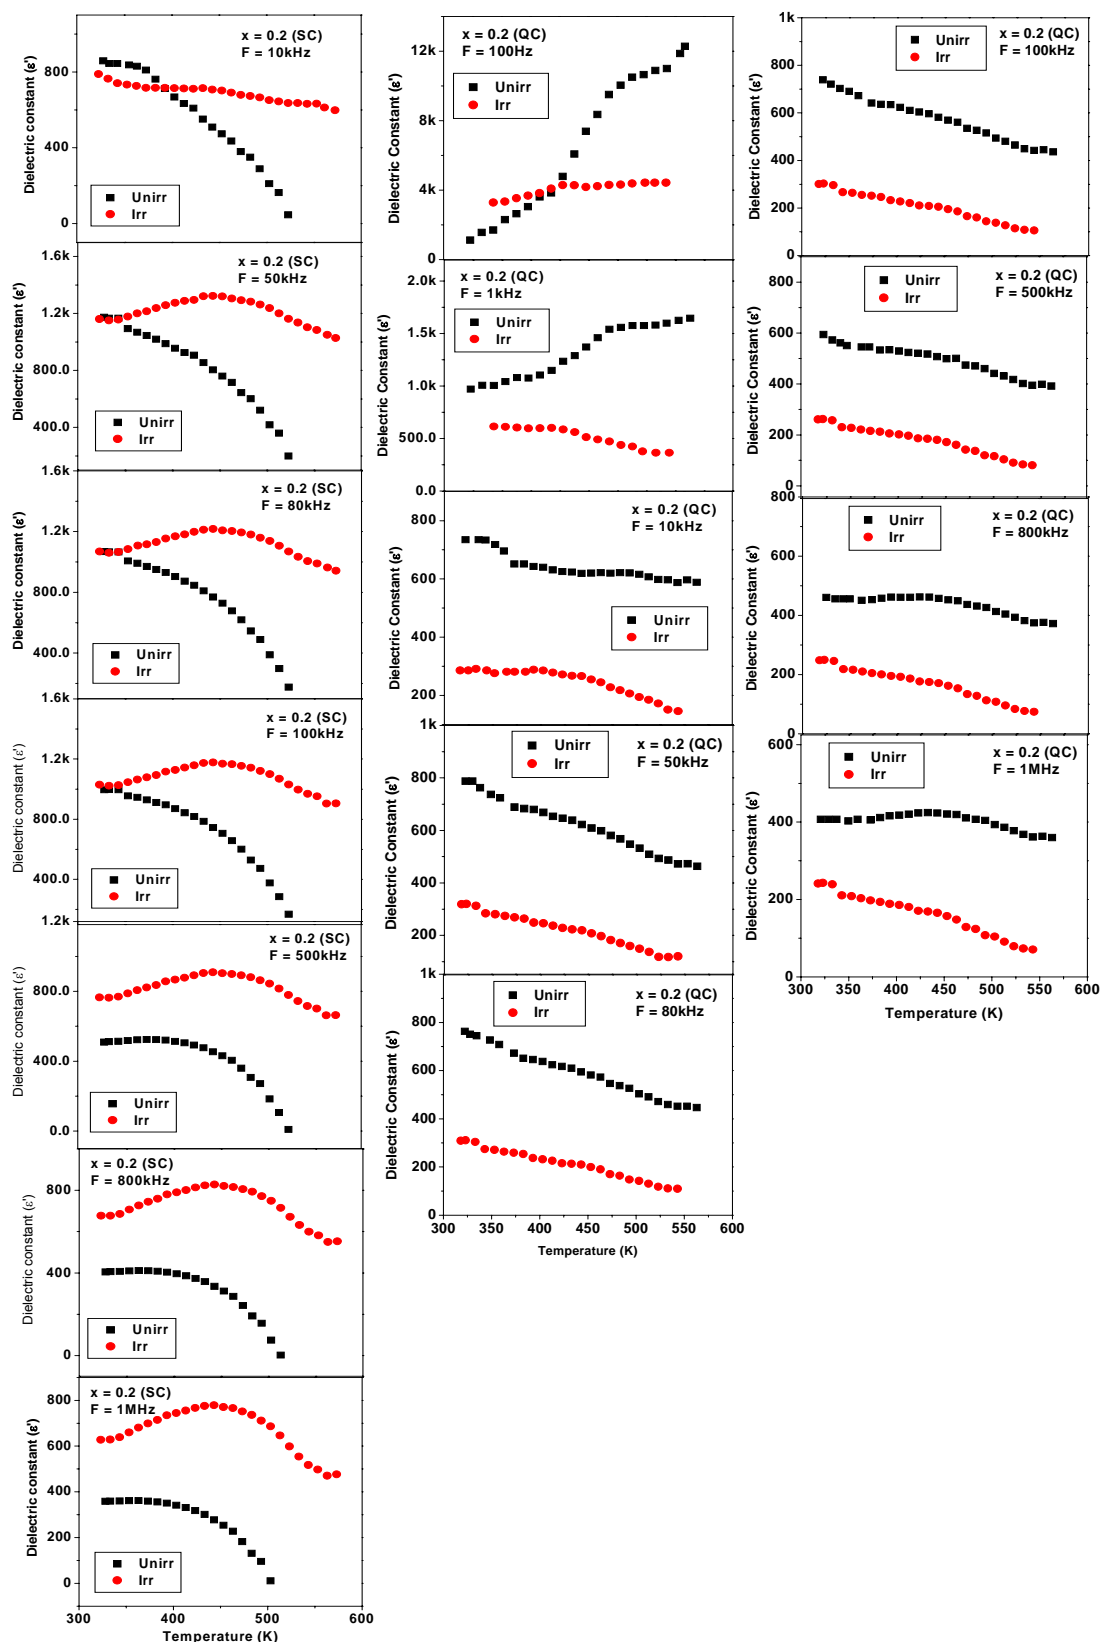 x = 0.2 (SC)
F = 10kHz
Dielectric constant (ε')
800
400
0
Unirr
Irr
1.6k
x = 0.2 (SC)
F = 50kHz
Dielectric constant (ε')
1.2k
800.0
400.0
Unirr
Irr
1.6k
x = 0.2 (SC)
F = 80kHz
Dielectric constant (ε')
1.2k
800.0
400.0
Unirr
Irr
1.6k
x = 0.2 (SC)
F = 100kHz
Dielectric constant (ε')
1.2k
800.0
400.0
Unirr
Irr
1.2k
x = 0.2 (SC)
F = 500kHz
Dielectric constant (ε')
800.0
400.0
0.0
Unirr
Irr
x = 0.2 (SC)
F = 800kHz
Dielectric constant (ε')
800
400
0
Unirr
Irr
x = 0.2 (SC)
F = 1MHz
Dielectric constant (ε')
800
600
400
200
0
Unirr
Irr
300
400
500
600
Temperature (K)
x = 0.2 (QC)
F = 100Hz
Dielectric Constant (ε')
12k
8k
4k
0
Unirr
Irr
x = 0.2 (QC)
F = 1kHz
Dielectric Constant (ε')
2.0k
1.5k
1.0k
500.0
0.0
Unirr
Irr
x = 0.2 (QC)
F = 10kHz
Dielectric Constant (ε')
800
600
400
200
Unirr
Irr
1k
x = 0.2 (QC)
F = 50kHz
Dielectric Constant (ε')
800
600
400
200
Unirr
Irr
1k
x = 0.2 (QC)
F = 80kHz
Dielectric Constant (ε')
800
600
400
200
0
Unirr
Irr
300
350
400
450
500
550
600
Temperature (K)
1k
x = 0.2 (QC)
F = 100kHz
Dielectric Constant (ε')
800
600
400
200
0
Unirr
Irr
x = 0.2 (QC)
F = 500kHz
Dielectric Constant (ε')
800
600
400
200
0
Unirr
Irr
800
x = 0.2 (QC)
F = 800kHz
Dielectric Constant (ε')
600
400
200
0
Unirr
Irr
600
x = 0.2 (QC)
F = 1MHz
Dielectric Constant (ε')
400
200
0
Unirr
Irr
300
350
400
450
500
550
600
Temperature (K)